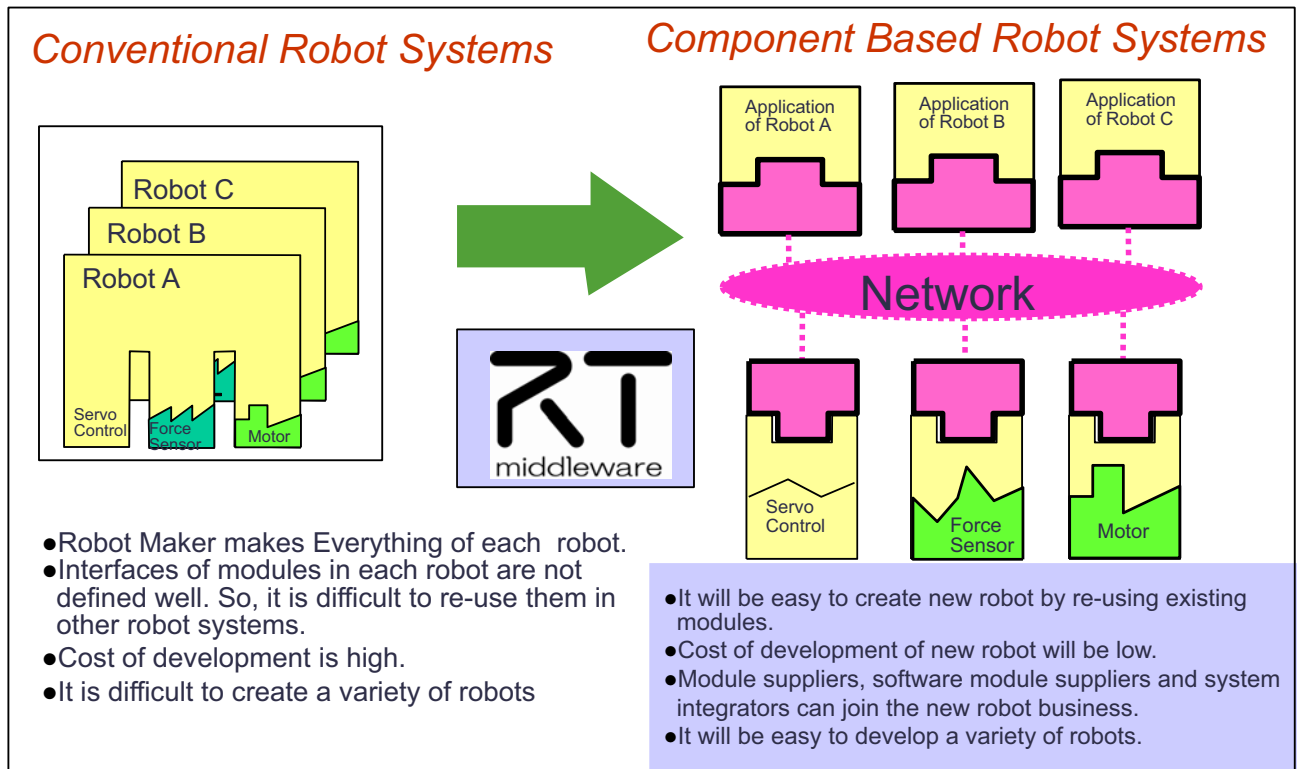 Conventional Robot Systems
Robot C
Robot B
Robot A
Servo
Control
Force
Sensor
Motor
RT
middleware
●Robot Maker makes Everything of each robot.
●Interfaces of modules in each robot are not
defined well. So, it is difficult to re-use them in
other robot systems.
●Cost of development is high.
●It is difficult to create a variety of robots
Component Based Robot Systems
Application
of Robot A
Application
of Robot B
Application
of Robot C
Network
Servo
Control
Force
Sensor
Motor
●It will be easy to create new robot by re-using existing
modules.
●Cost of development of new robot will be low.
●Module suppliers, software module suppliers and system
integrators can join the new robot business.
●It will be easy to develop a variety of robots.